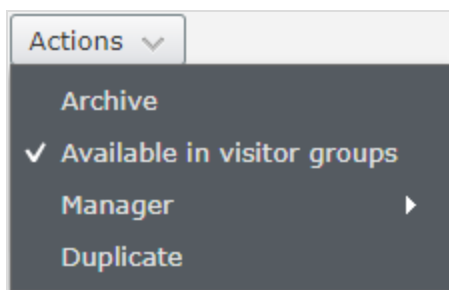 Actions
Archive
Available in visitor groups
Manager
Duplicate